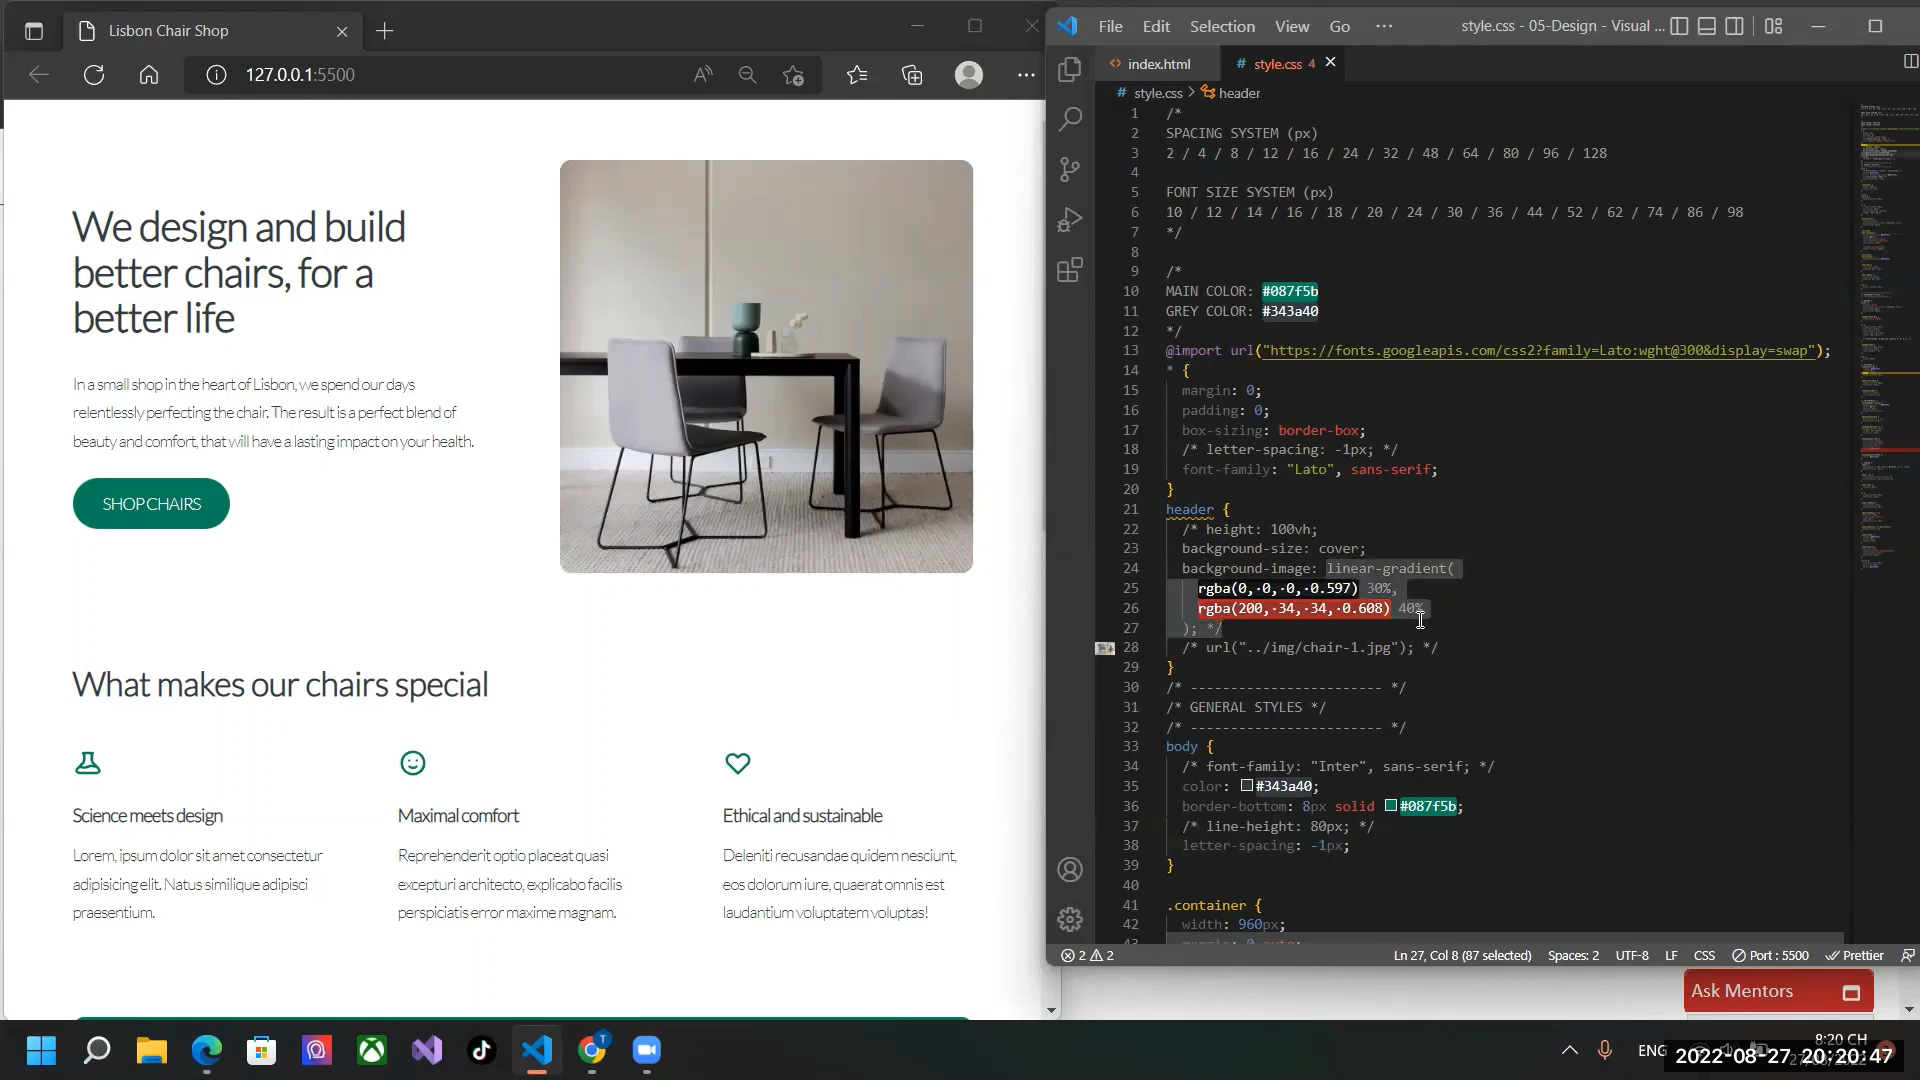 Lisbon Chair Shop
127.0.0.1:5500
We design and build
better chairs, for a
better life
In a small shop in the heart of Lisbon, we spend our days
relentlessly perfecting the chair. The result is a perfect blend of
beauty and comfort, that will have a lasting impact on your health.
SHOP CHAIRS
What makes our chairs special
Science meets design
Lorem, ipsum dolor sit amet consectetur
adipisicing elit. Natus similique adipisci
praesentium.
Maximal comfort
Reprehenderit optio placeat quasi
excepturi architecto, explicabo facilis
perspiciatis error maxime magnam.
Ethical and sustainable
Deleniti recusandae quidem nesciunt,
eos dolorum iure, quaerat omnis est
laudantium voluptatem voluptas!
File Edit Selection View Go ··· style.css - 05-Design - Visual ...
index.html # style.css 4
# style.css > header
1 /*
2 SPACING SYSTEM (px)
3 2 / 4 / 8 / 12 / 16 / 24 / 32 / 48 / 64 / 80 / 96 / 128
4
5 FONT SIZE SYSTEM (px)
6 10 / 12 / 14 / 16 / 18 / 20 / 24 / 30 / 36 / 44 / 52 / 62 / 74 / 86 / 98
7 */
8
9 /*
10 MAIN COLOR: #087f5b
11 GREY COLOR: #343a40
12 */
13 @import url("https://fonts.googleapis.com/css2?family=Lato:wght@300&display=swap");
14 * {
15 margin: 0;
16 padding: 0;
17 box-sizing: border-box;
18 /* letter-spacing: -1px; */
19 font-family: "Lato", sans-serif;
20 }
21 header {
22 /* height: 100vh;
23 background-size: cover;
24 background-image: linear-gradient(
25 rgba(0,·0,·0,·0.597) 30%,
26 rgba(200,·34,·34,·0.608) 40%
27 ); */
28 /* url("../img/chair-1.jpg"); */
29 }
30 /* ------------------------ */
31 /* GENERAL STYLES */
32 /* ------------------------ */
33 body {
34 /* font-family: "Inter", sans-serif; */
35 color: #343a40;
36 border-bottom: 8px solid #087f5b;
37 /* line-height: 80px; */
38 letter-spacing: -1px;
39 }
40
41 .container {
42 width: 960px;
43 margin: 0 auto;
2 2 Ln 27, Col 8 (87 selected) Spaces: 2 UTF-8 LF CSS Port : 5500 Prettier
Ask Mentors
ENG
8:20 CH
2022-08-27 20:20:47